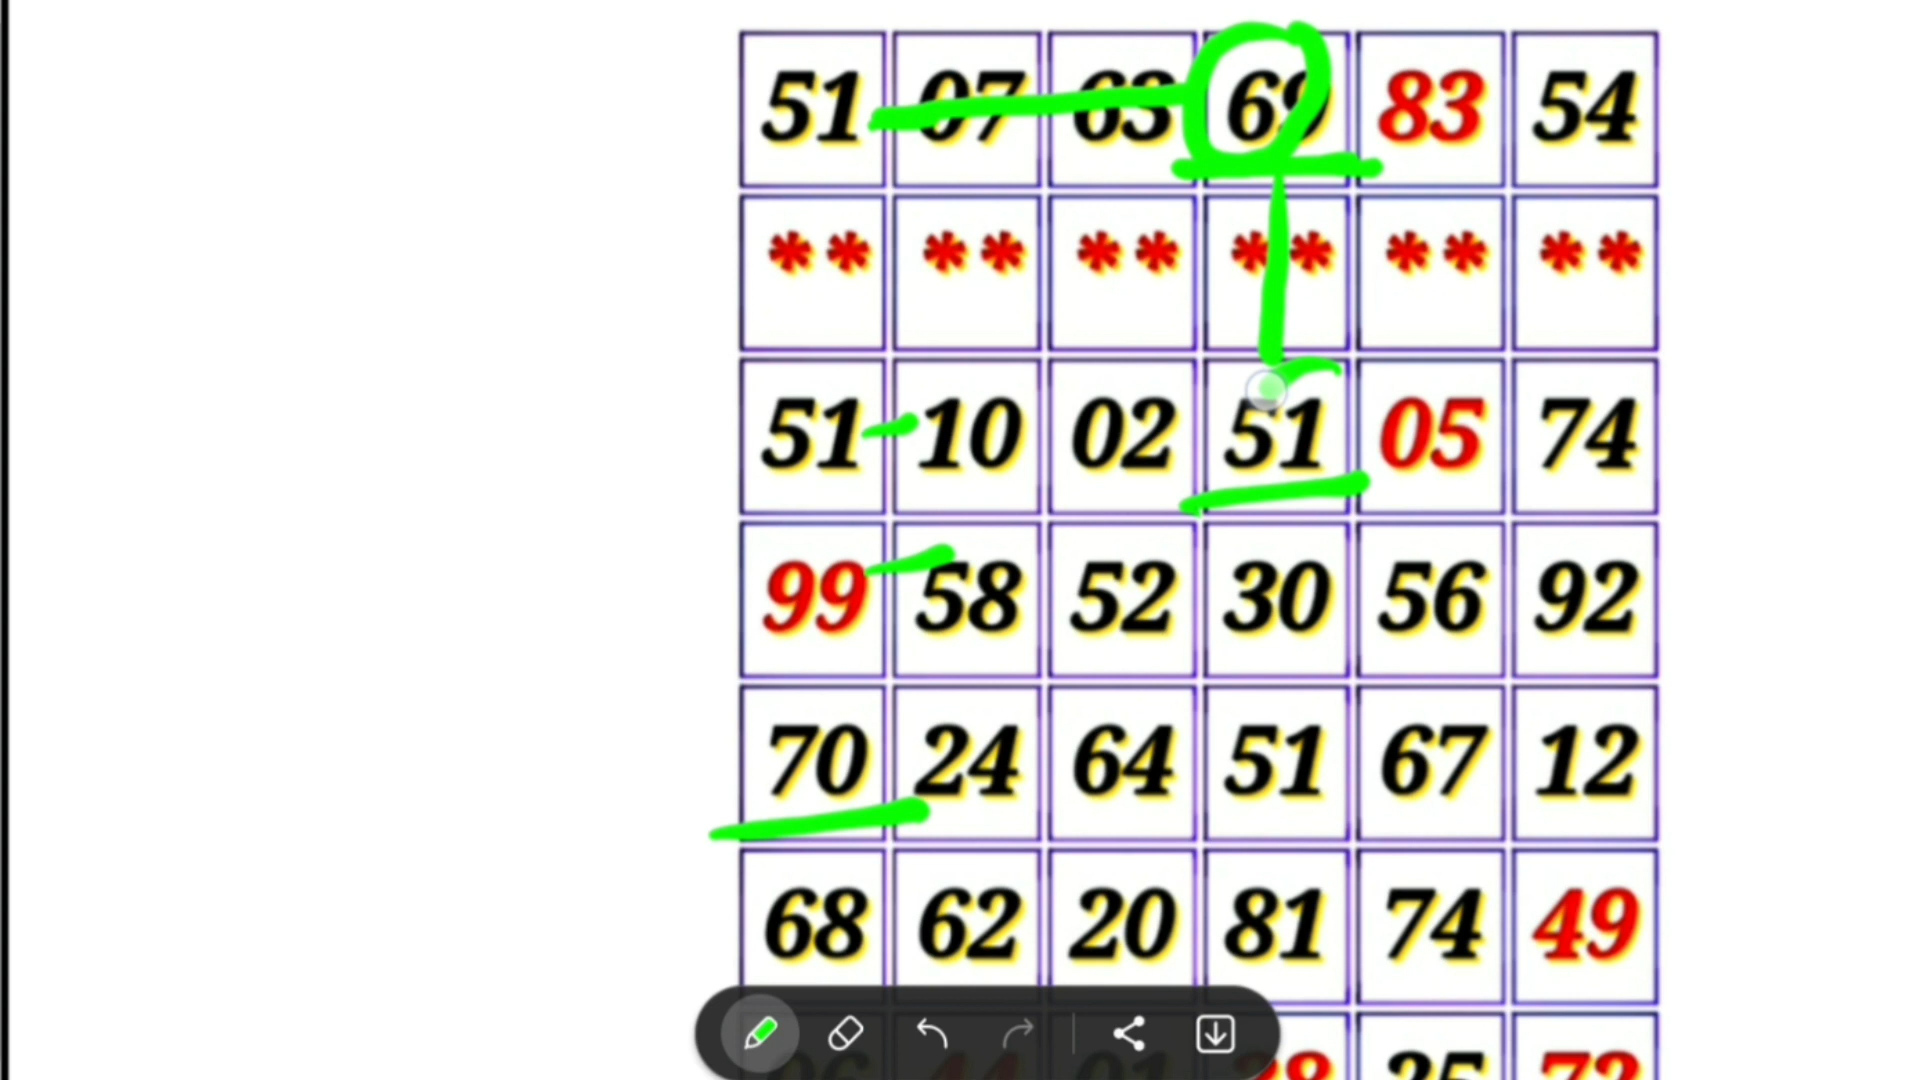 51 07 63 69 83 54
** ** ** ** ** **
51 10 02 51 05 74
99 58 52 30 56 92
70 24 64 51 67 12
68 62 20 81 74 49